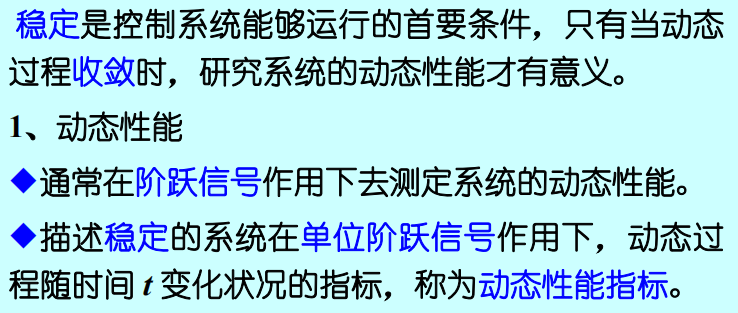 稳定是控制系统能够运行的首要条件，只有当动态
过程收敛时，研究系统的动态性能才有意义。
1、动态性能
◆通常在阶跃信号作用下去测定系统的动态性能。
◆描述稳定的系统在单位阶跃信号作用下，动态过
程随时间 t 变化状况的指标，称为动态性能指标。